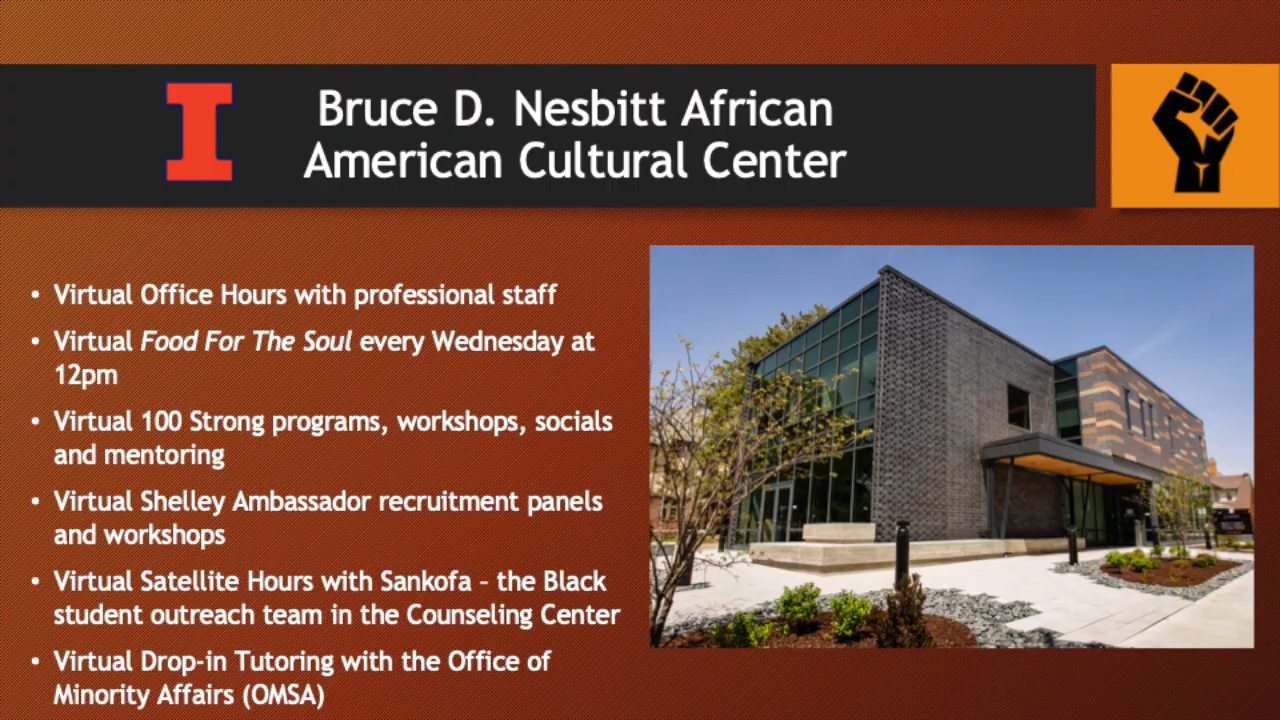 Bruce D. Nesbitt African
American Cultural Center
• Virtual Office Hours with professional staff
• Virtual Food For The Soul every Wednesday at
12pm
• Virtual 100 Strong programs, workshops, socials
and mentoring
• Virtual Shelley Ambassador recruitment panels
and workshops
• Virtual Satellite Hours with Sankofa – the Black
student outreach team in the Counseling Center
• Virtual Drop-in Tutoring with the Office of
Minority Affairs (OMSA)